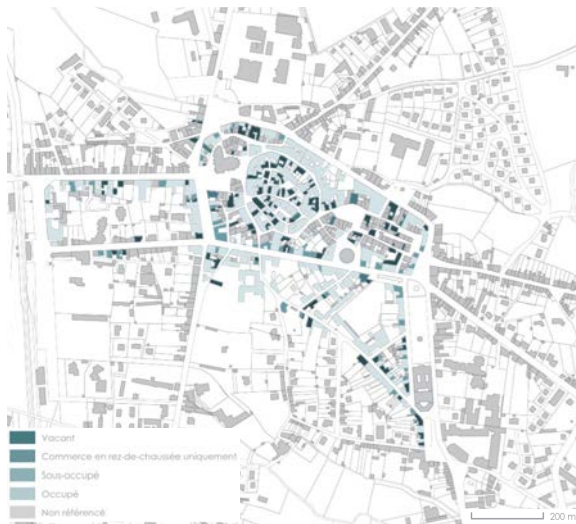 Vacant
Commerce en rez-de-chaussée uniquement
Sous-occupé
Occupé
Non référencé
200 m